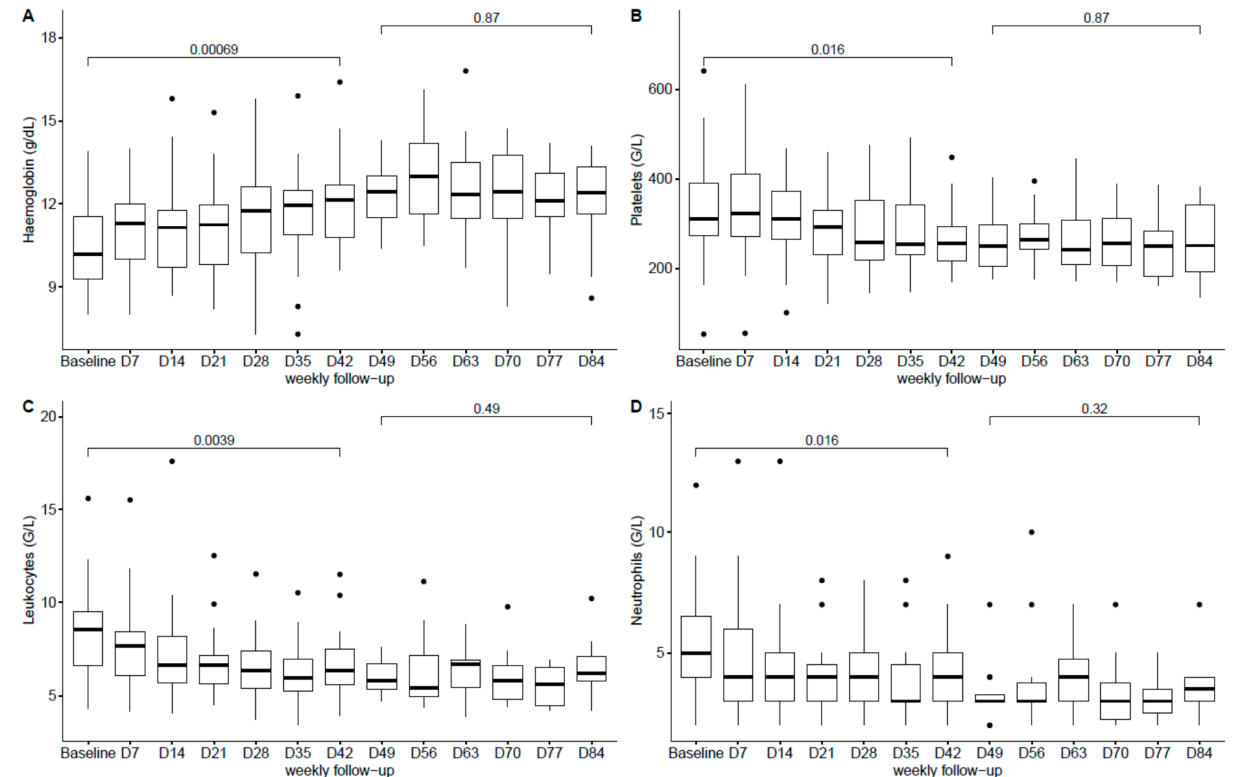 A
0.87
0.00069
18
15
12
9
Haemoglobin (g/dL)
Baseline D7 D14 D21 D28 D35 D42 D49 D56 D63 D70 D77 D84
weekly follow−up
B
0.87
0.016
600
400
200
Platelets (G/L)
Baseline D7 D14 D21 D28 D35 D42 D49 D56 D63 D70 D77 D84
weekly follow−up
C
0.49
0.0039
20
15
10
5
Leukocytes (G/L)
Baseline D7 D14 D21 D28 D35 D42 D49 D56 D63 D70 D77 D84
weekly follow−up
D
0.32
0.016
15
10
5
Neutrophils (G/L)
Baseline D7 D14 D21 D28 D35 D42 D49 D56 D63 D70 D77 D84
weekly follow−up